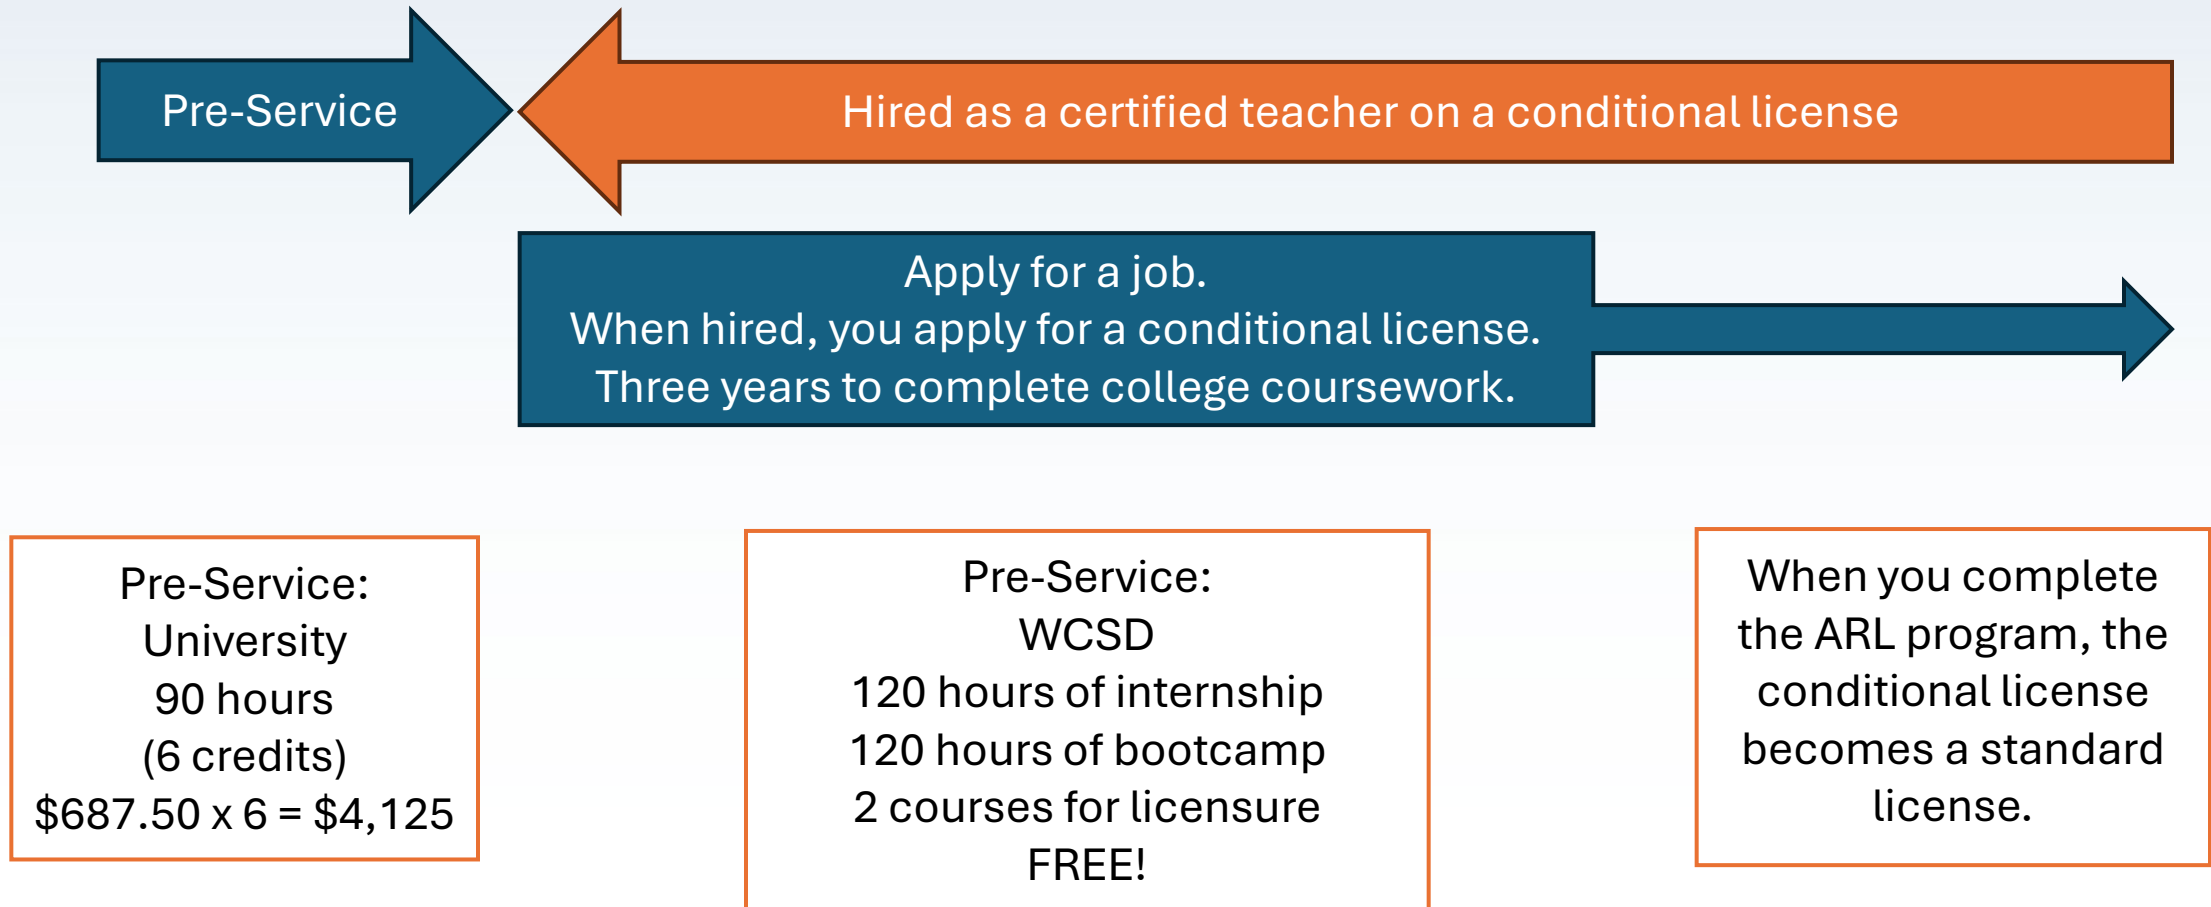 Pre-Service
Hired as a certified teacher on a conditional license
Apply for a job.
When hired, you apply for a conditional license.
Three years to complete college coursework.
Pre-Service:
University
90 hours
(6 credits)
$687.50 x 6 = $4,125
Pre-Service:
WCSD
120 hours of internship
120 hours of bootcamp
2 courses for licensure
FREE!
When you complete
the ARL program, the
conditional license
becomes a standard
license.